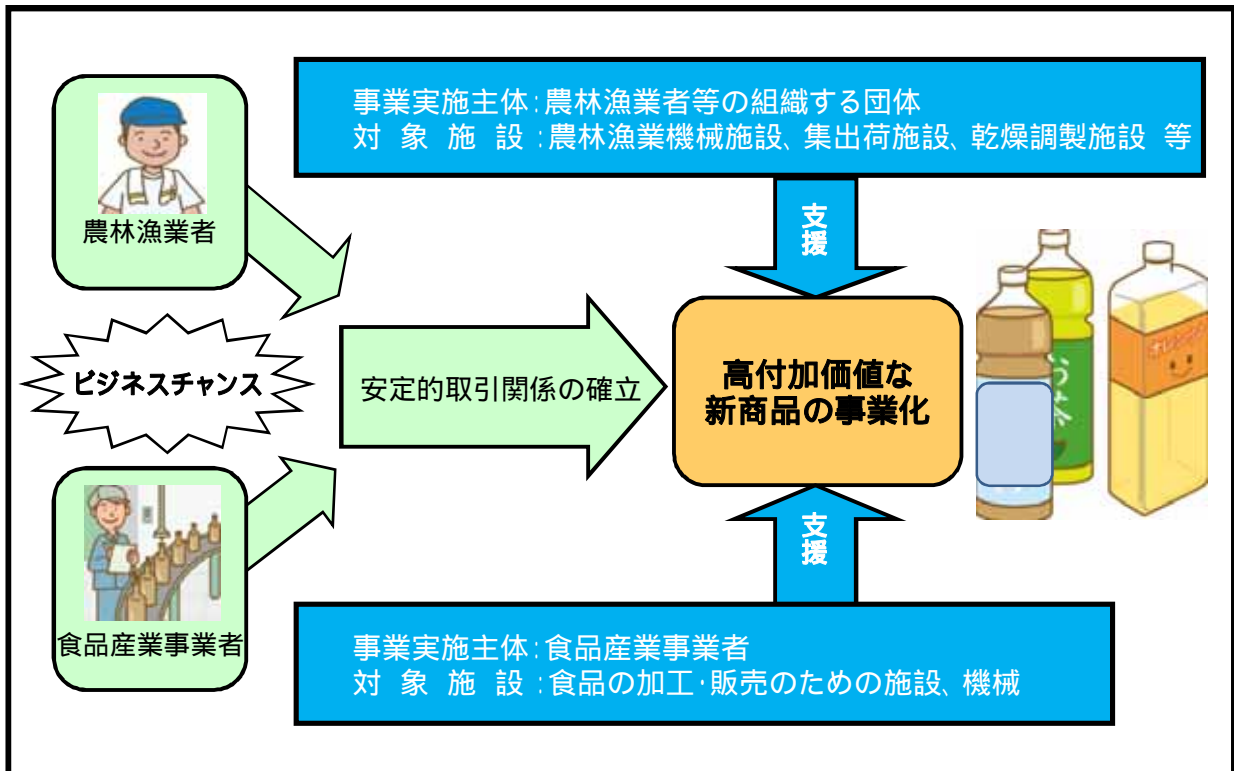 事業実施主体:農林漁業者等の組織する団体
対象施設:農林漁業機械施設、集出荷施設、乾燥調製施設 等
農林漁業者
支援
ビジネスチャンス
安定的取引関係の確立
高付加価値な
新商品の事業化
お茶
オレンジ
支援
食品産業事業者
事業実施主体:食品産業事業者
対象施設:食品の加工・販売のための施設、機械